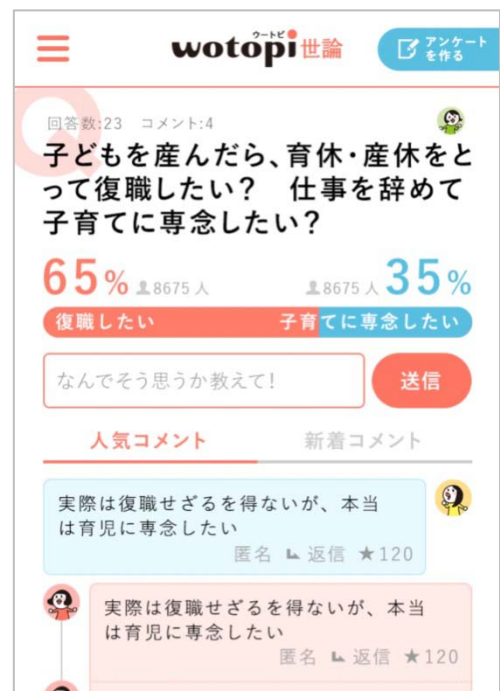 ウートピ
wotopi世論
アンケート
を作る
Q
回答数:23 コメント:4
子どもを産んだら、育休・産休をと
って復職したい? 仕事を辞めて
子育てに専念したい?
65% 8675人 8675人 35%
復職したい 子育てに専念したい
なんでそう思うか教えて! 送信
人気コメント 新着コメント
実際は復職せざるを得ないが、本当
は育児に専念したい
匿名 返信 ★120
実際は復職せざるを得ないが、本当
は育児に専念したい
匿名 返信 ★120